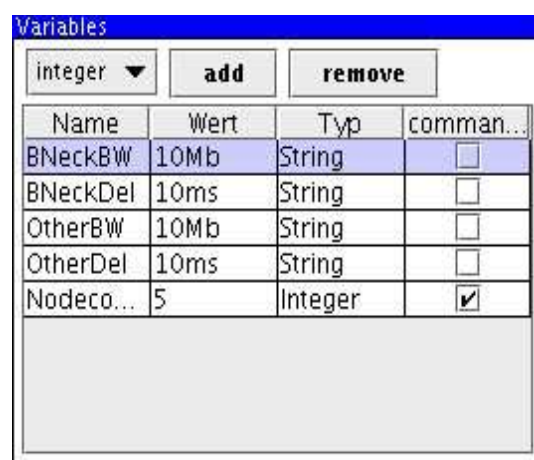 Variables
integer add remove
Name Wert Typ comman...
BNeckBW 10Mb String
BNeckDel 10ms String
OtherBW 10Mb String
OtherDel 10ms String
Nodeco... 5 Integer